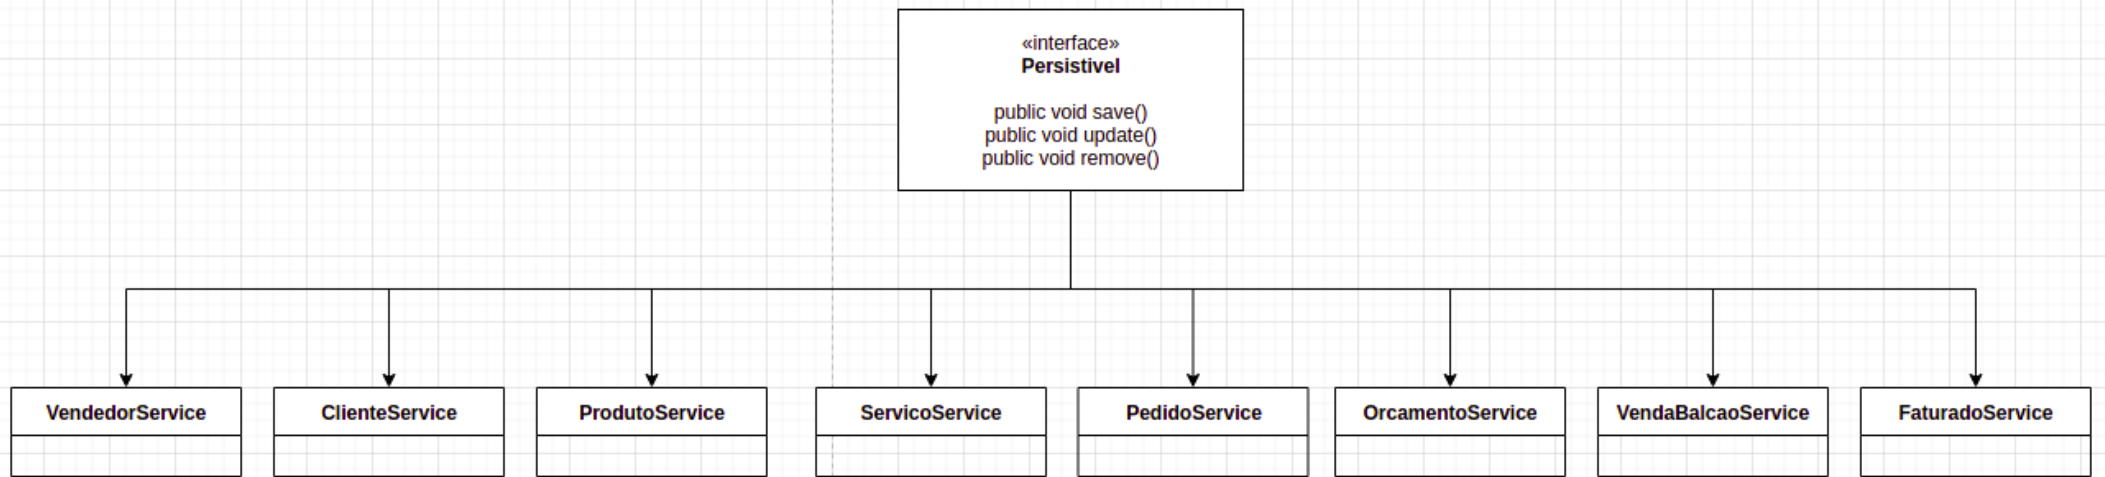 «interface»
Persistivel
public void save()
public void update()
public void remove()
VendedorService
ClienteService
ProdutoService
ServicoService
PedidoService
OrcamentoService
VendaBalcaoService
FaturadoService